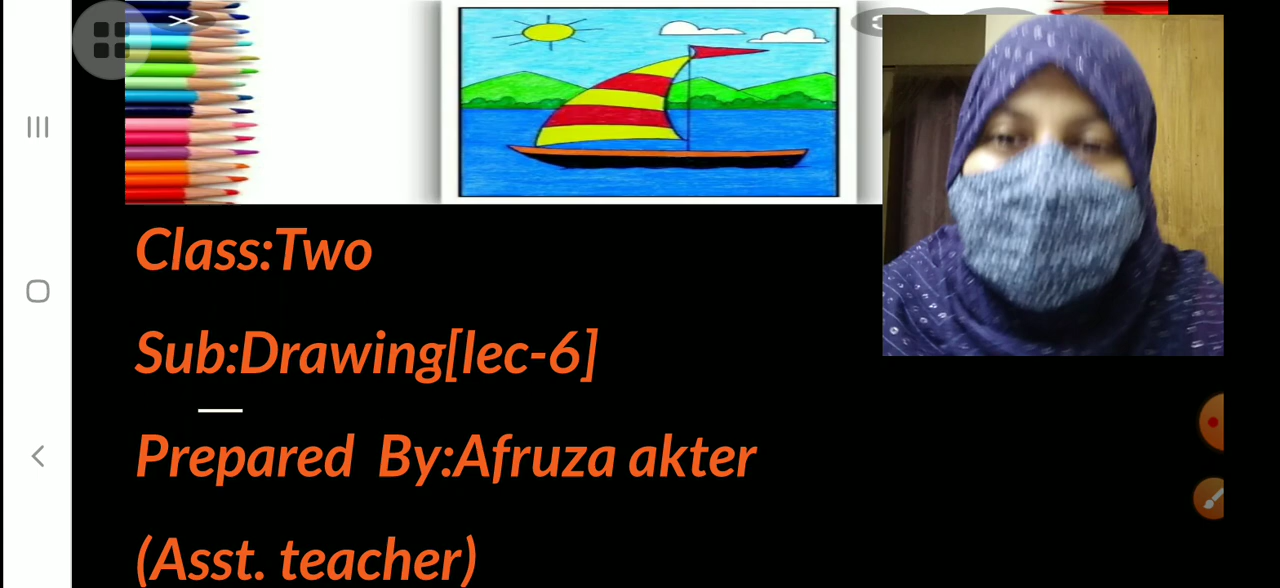 Class:Two
Sub:Drawing[lec-6]
Prepared By:Afruza akter
(Asst. teacher)